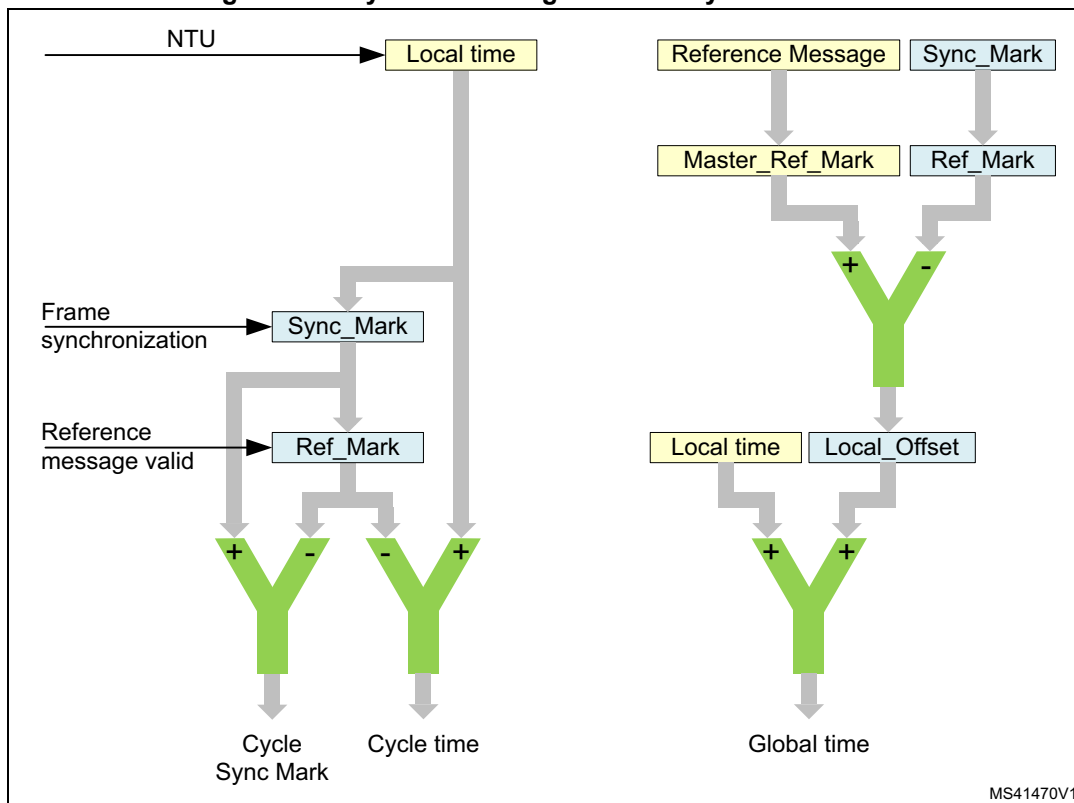 NTU
Local time
Reference Message
Sync_Mark
Master_Ref_Mark
Ref_Mark
+
-
Frame
synchronization
Sync_Mark
Reference
message valid
Ref_Mark
Local time
Local_Offset
+
-
-
+
+
+
Cycle
Sync Mark
Cycle time
Global time
MS41470V1